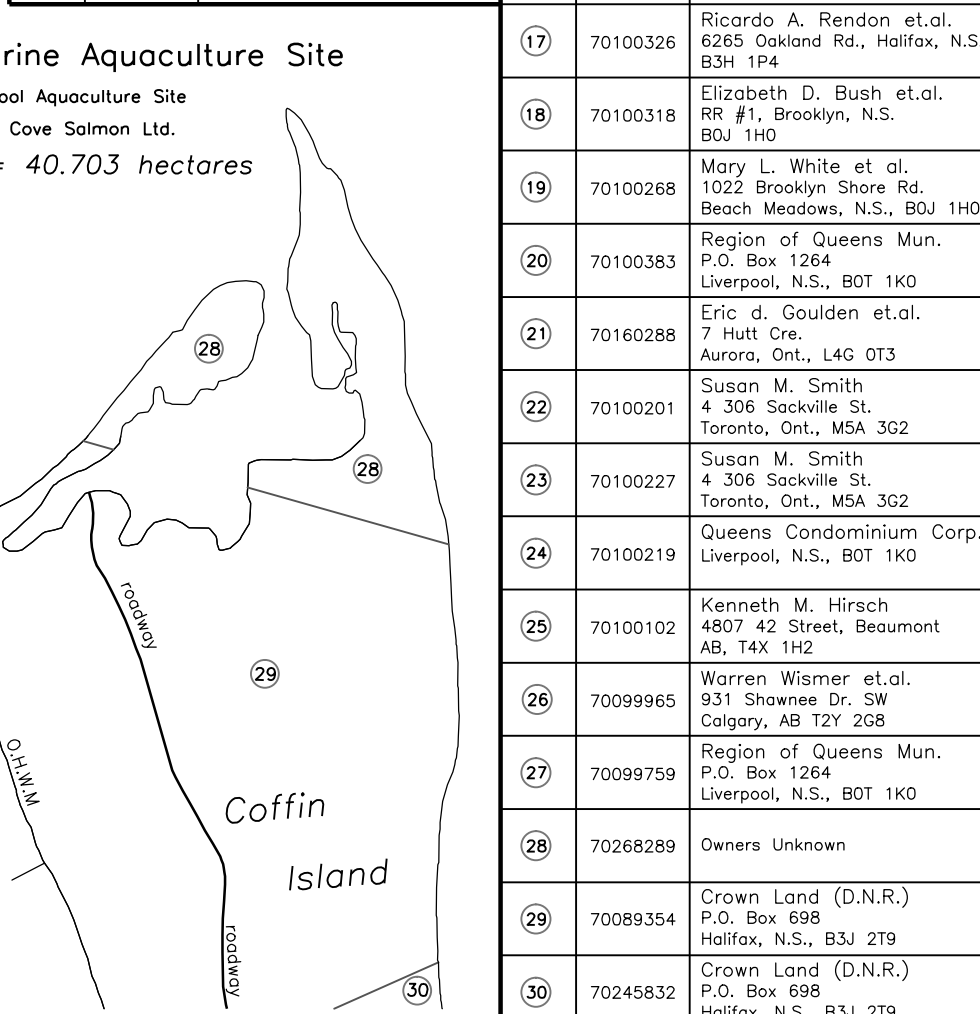 rine Aquaculture Site
ool Aquaculture Site
Cove Salmon Ltd.
= 40.703 hectares
28
28
roadway
29
O.H.W.M
Coffin
Island
roadway
30
17 70100326 Ricardo A. Rendon et.al.
6265 Oakland Rd., Halifax, N.S
B3H 1P4
18 70100318 Elizabeth D. Bush et.al.
RR #1, Brooklyn, N.S.
B0J 1H0
19 70100268 Mary L. White et al.
1022 Brooklyn Shore Rd.
Beach Meadows, N.S., B0J 1H0
20 70100383 Region of Queens Mun.
P.O. Box 1264
Liverpool, N.S., B0T 1K0
21 70160288 Eric d. Goulden et.al.
7 Hutt Cre.
Aurora, Ont., L4G 0T3
22 70100201 Susan M. Smith
4 306 Sackville St.
Toronto, Ont., M5A 3G2
23 70100227 Susan M. Smith
4 306 Sackville St.
Toronto, Ont., M5A 3G2
24 70100219 Queens Condominium Corp.
Liverpool, N.S., B0T 1K0
25 70100102 Kenneth M. Hirsch
4807 42 Street, Beaumont
AB, T4X 1H2
26 70099965 Warren Wismer et.al.
931 Shawnee Dr. SW
Calgary, AB T2Y 2G8
27 70099759 Region of Queens Mun.
P.O. Box 1264
Liverpool, N.S., B0T 1K0
28 70268289 Owners Unknown
29 70089354 Crown Land (D.N.R.)
P.O. Box 698
Halifax, N.S., B3J 2T9
30 70245832 Crown Land (D.N.R.)
P.O. Box 698
Halifax, N.S., B3J 2T9